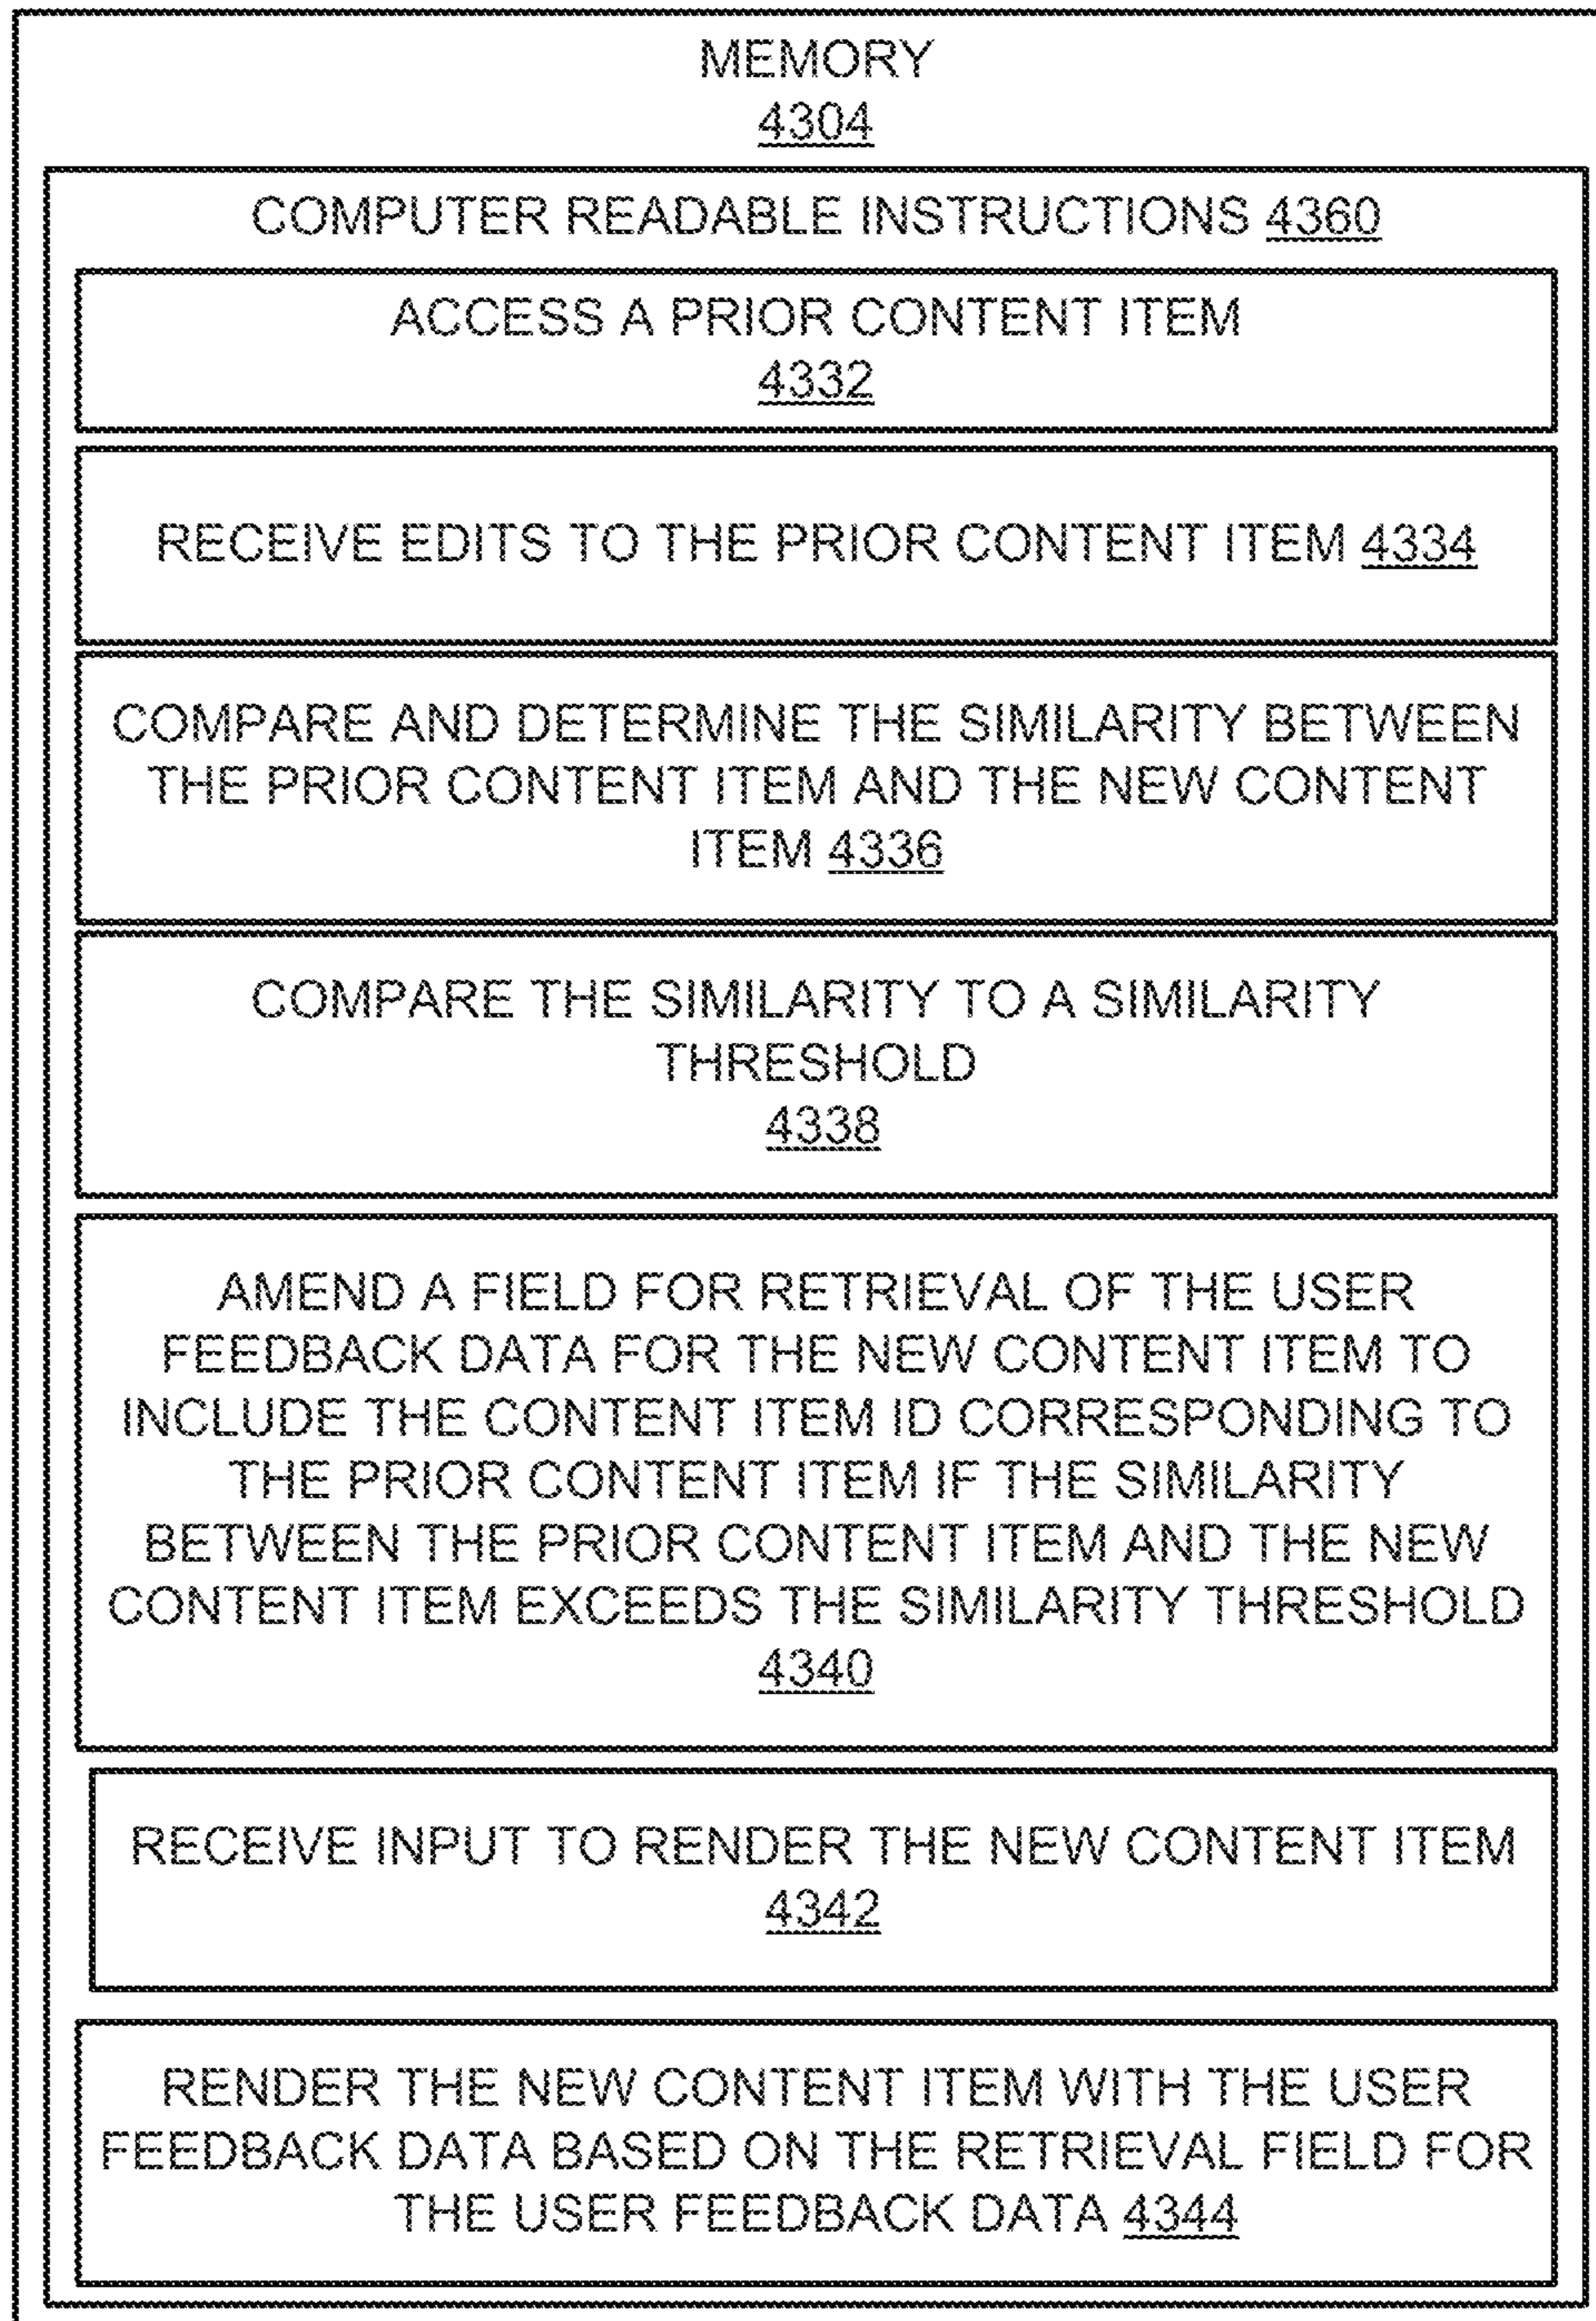 MEMORY
4304
COMPUTER READABLE INSTRUCTIONS 4360
ACCESS A PRIOR CONTENT ITEM
4332
RECEIVE EDITS TO THE PRIOR CONTENT ITEM 4334
COMPARE AND DETERMINE THE SIMILARITY BETWEEN
THE PRIOR CONTENT ITEM AND THE NEW CONTENT
ITEM 4336
COMPARE THE SIMILARITY TO A SIMILARITY
THRESHOLD
4338
AMEND A FIELD FOR RETRIEVAL OF THE USER
FEEDBACK DATA FOR THE NEW CONTENT ITEM TO
INCLUDE THE CONTENT ITEM ID CORRESPONDING TO
THE PRIOR CONTENT ITEM IF THE SIMILARITY
BETWEEN THE PRIOR CONTENT ITEM AND THE NEW
CONTENT ITEM EXCEEDS THE SIMILARITY THRESHOLD
4340
RECEIVE INPUT TO RENDER THE NEW CONTENT ITEM
4342
RENDER THE NEW CONTENT ITEM WITH THE USER
FEEDBACK DATA BASED ON THE RETRIEVAL FIELD FOR
THE USER FEEDBACK DATA 4344